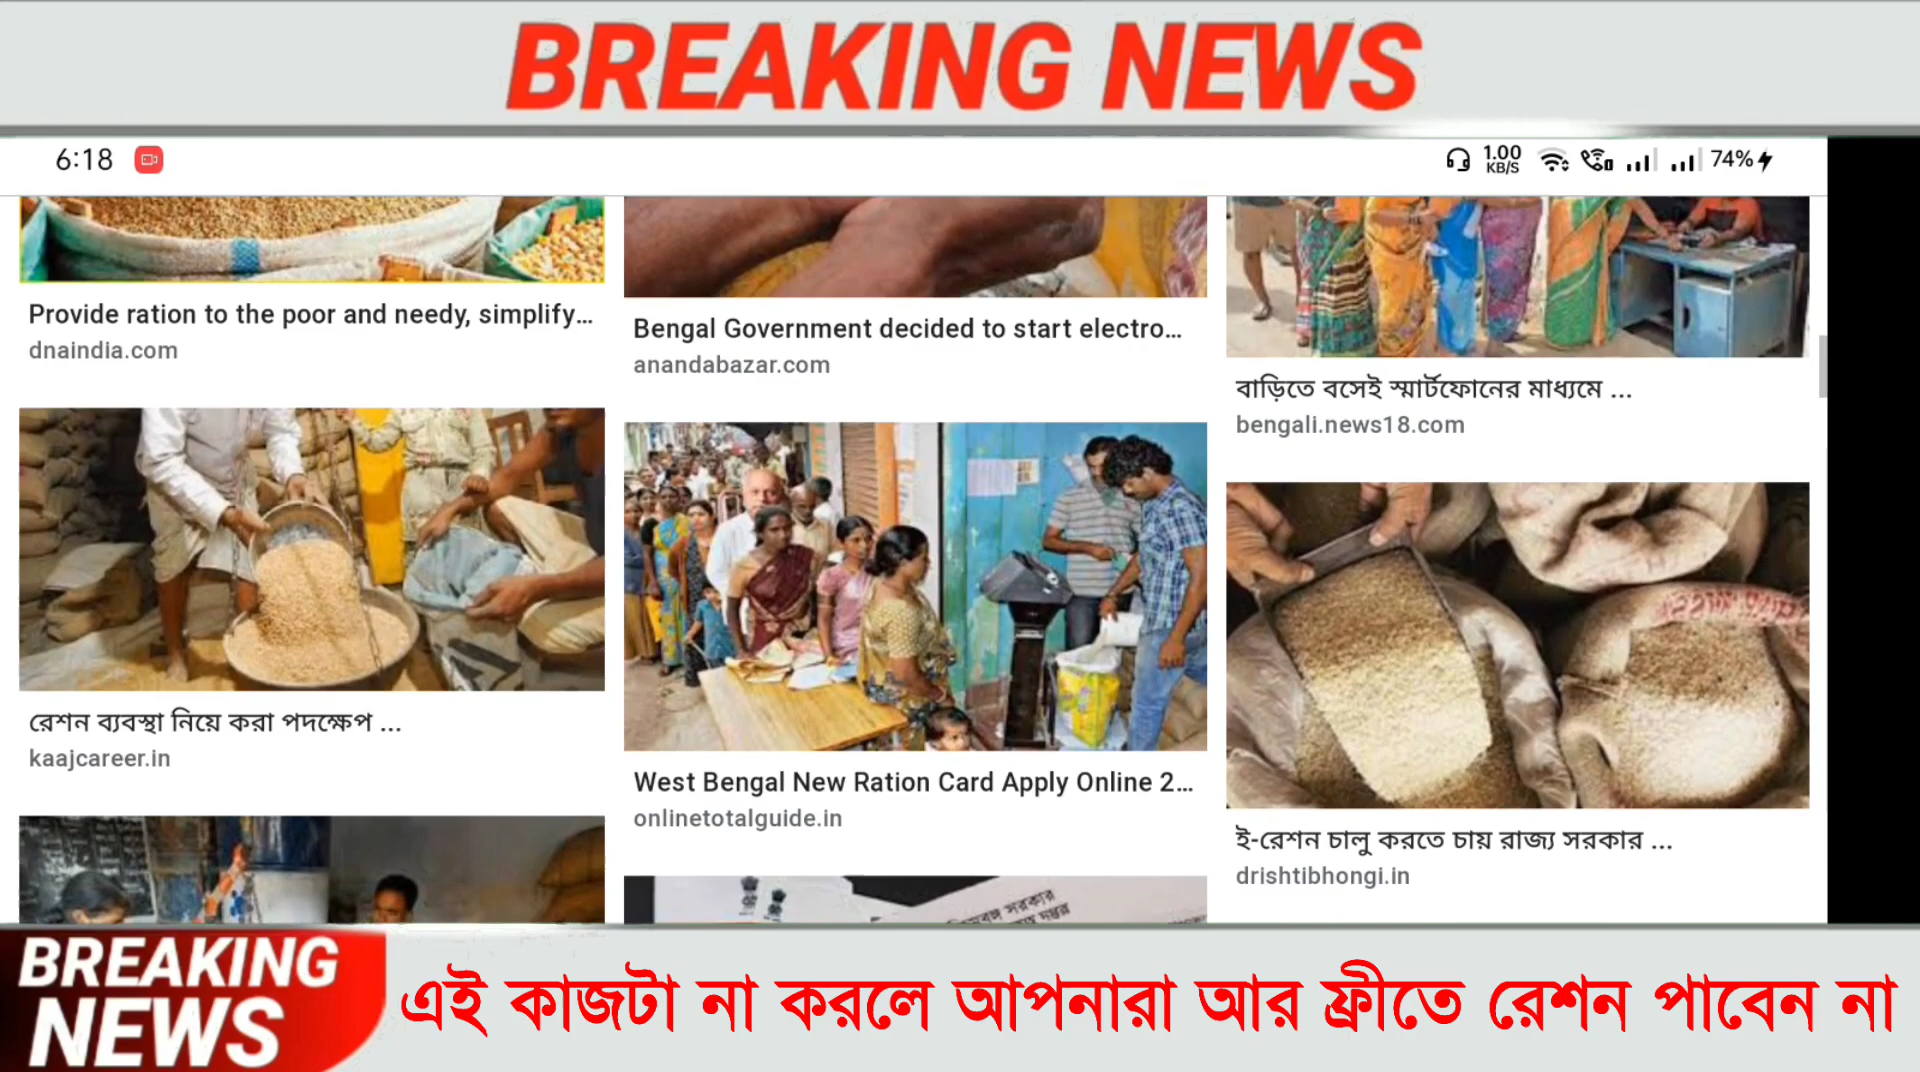 BREAKING NEWS
6:18
1.00
KB/S
74%
Provide ration to the poor and needy, simplify...
dnaindia.com
Bengal Government decided to start electro...
anandabazar.com
বাড়িতে বসেই স্মার্টফোনের মাধ্যমে ...
bengali.news18.com
রেশন ব্যবস্থা নিয়ে করা পদক্ষেপ ...
kaajcareer.in
West Bengal New Ration Card Apply Online 2...
onlinetotalguide.in
ই-রেশন চালু করতে চায় রাজ্য সরকার ...
drishtibhongi.in
সরকার
দপ্তর
BREAKING
NEWS
এই কাজটা না করলে আপনারা আর ফ্রীতে রেশন পাবেন না